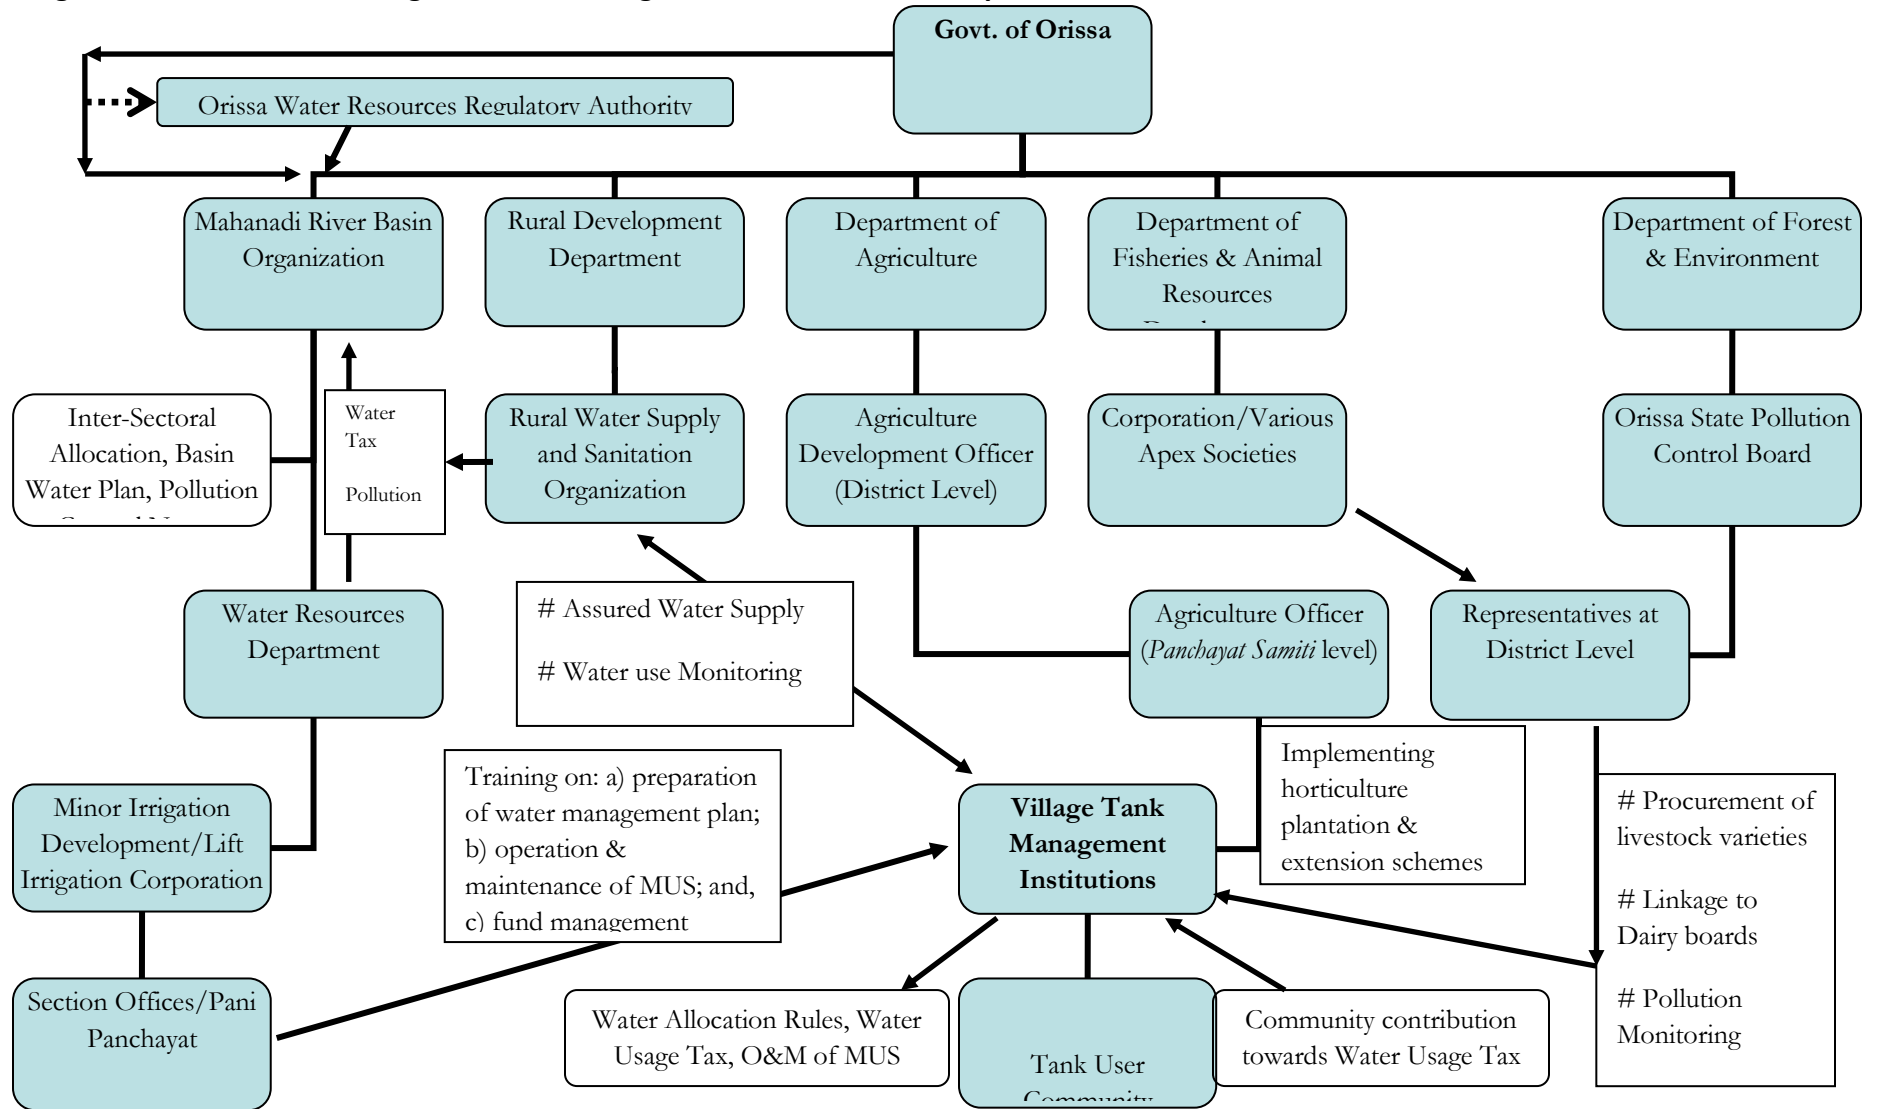 Govt. of Orissa
Orissa Water Resources Regulatory Authority
Mahanadi River Basin
Organization
Rural Development
Department
Department of
Agriculture
Department of
Fisheries & Animal
Resources
Department of Forest
& Environment
Inter-Sectoral
Allocation, Basin
Water Plan, Pollution
Water
Tax
Pollution
Rural Water Supply
and Sanitation
Organization
Agriculture
Development Officer
(District Level)
Corporation/Various
Apex Societies
Orissa State Pollution
Control Board
Water Resources
Department
# Assured Water Supply
# Water use Monitoring
Agriculture Officer
(Panchayat Samiti level)
Representatives at
District Level
Minor Irrigation
Development/Lift
Irrigation Corporation
Training on: a) preparation
of water management plan;
b) operation &
maintenance of MUS; and,
c) fund management
Village Tank
Management
Institutions
Implementing
horticulture
plantation &
extension schemes
# Procurement of
livestock varieties
# Linkage to
Dairy boards
# Pollution
Monitoring
Section Offices/Pani
Panchayat
Water Allocation Rules, Water
Usage Tax, O&M of MUS
Tank User
Community
Community contribution
towards Water Usage Tax